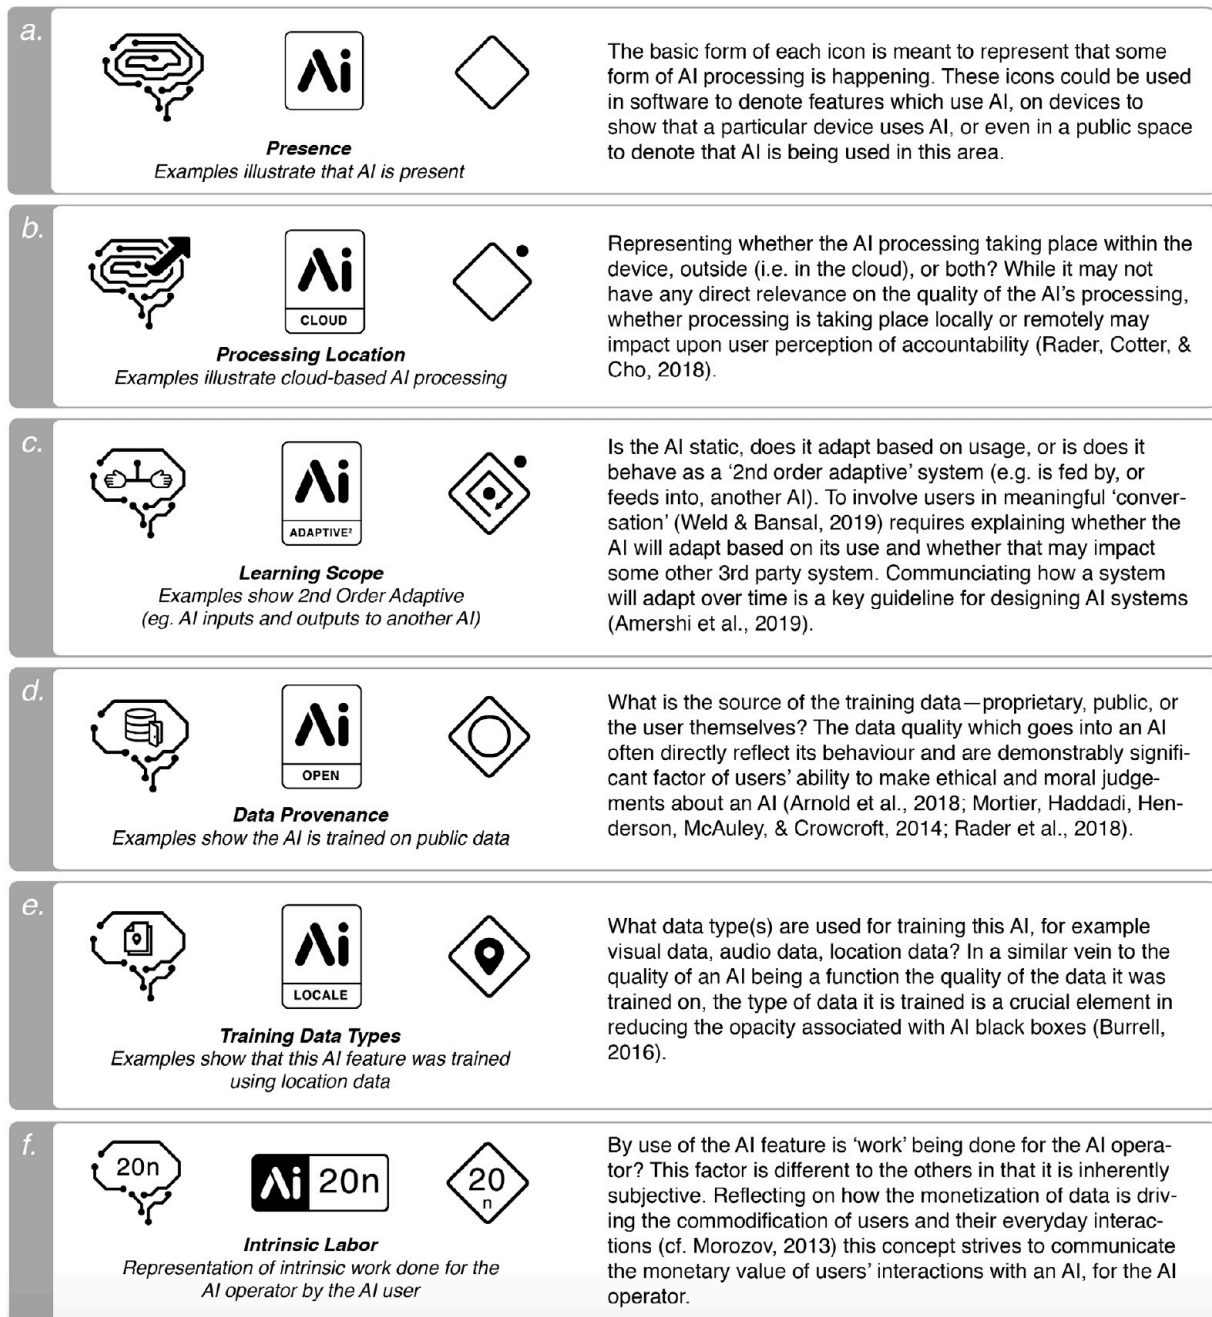 a.
Ai
Presence
Examples illustrate that AI is present
The basic form of each icon is meant to represent that some
form of AI processing is happening. These icons could be used
in software to denote features which use AI, on devices to
show that a particular device uses AI, or even in a public space
to denote that AI is being used in this area.
b.
Ai
CLOUD
Processing Location
Examples illustrate cloud-based AI processing
Representing whether the AI processing taking place within the
device, outside (i.e. in the cloud), or both? While it may not
have any direct relevance on the quality of the AI's processing,
whether processing is taking place locally or remotely may
impact upon user perception of accountability (Rader, Cotter, &
Cho, 2018).
c.
Ai
ADAPTIVE²
Learning Scope
Examples show 2nd Order Adaptive
(eg. AI inputs and outputs to another AI)
Is the AI static, does it adapt based on usage, or is does it
behave as a '2nd order adaptive' system (e.g. is fed by, or
feeds into, another AI). To involve users in meaningful 'conver-
sation' (Weld & Bansal, 2019) requires explaining whether the
AI will adapt based on its use and whether that may impact
some other 3rd party system. Communciating how a system
will adapt over time is a key guideline for designing AI systems
(Amershi et al., 2019).
d.
Ai
OPEN
Data Provenance
Examples show the AI is trained on public data
What is the source of the training data—proprietary, public, or
the user themselves? The data quality which goes into an AI
often directly reflect its behaviour and are demonstrably signifi-
cant factor of users' ability to make ethical and moral judge-
ments about an AI (Arnold et al., 2018; Mortier, Haddadi, Hen-
derson, McAuley, & Crowcroft, 2014; Rader et al., 2018).
e.
Ai
LOCALE
Training Data Types
Examples show that this AI feature was trained
using location data
What data type(s) are used for training this AI, for example
visual data, audio data, location data? In a similar vein to the
quality of an AI being a function the quality of the data it was
trained on, the type of data it is trained is a crucial element in
reducing the opacity associated with AI black boxes (Burrell,
2016).
f.
20n
Ai 20n
20
n
Intrinsic Labor
Representation of intrinsic work done for the
AI operator by the AI user
By use of the AI feature is 'work' being done for the AI opera-
tor? This factor is different to the others in that it is inherently
subjective. Reflecting on how the monetization of data is driv-
ing the commodification of users and their everyday interac-
tions (cf. Morozov, 2013) this concept strives to communicate
the monetary value of users' interactions with an AI, for the AI
operator.